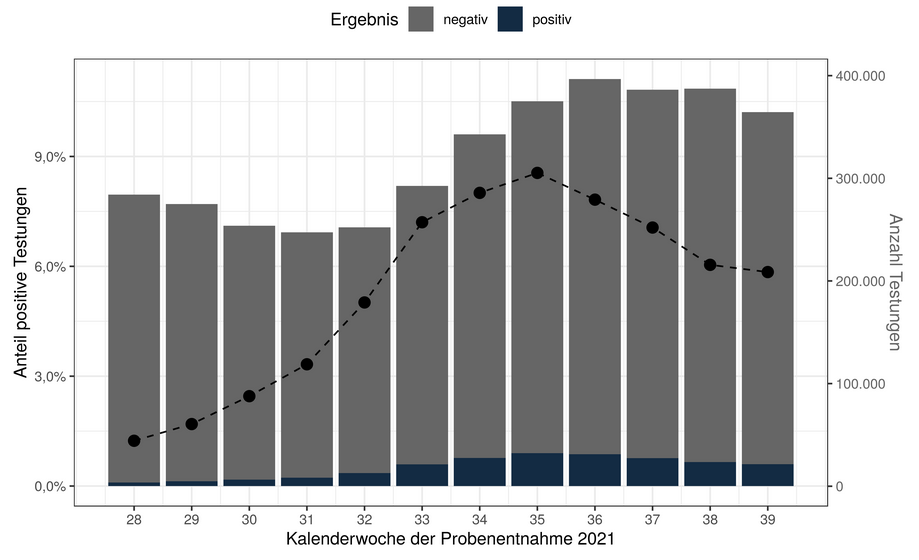 Ergebnis negativ positiv
Anteil positive Testungen
9,0%
6,0%
3,0%
0,0%
400.000
300.000
200.000
100.000
0
Anzahl Testungen
28 29 30 31 32 33 34 35 36 37 38 39
Kalenderwoche der Probenentnahme 2021